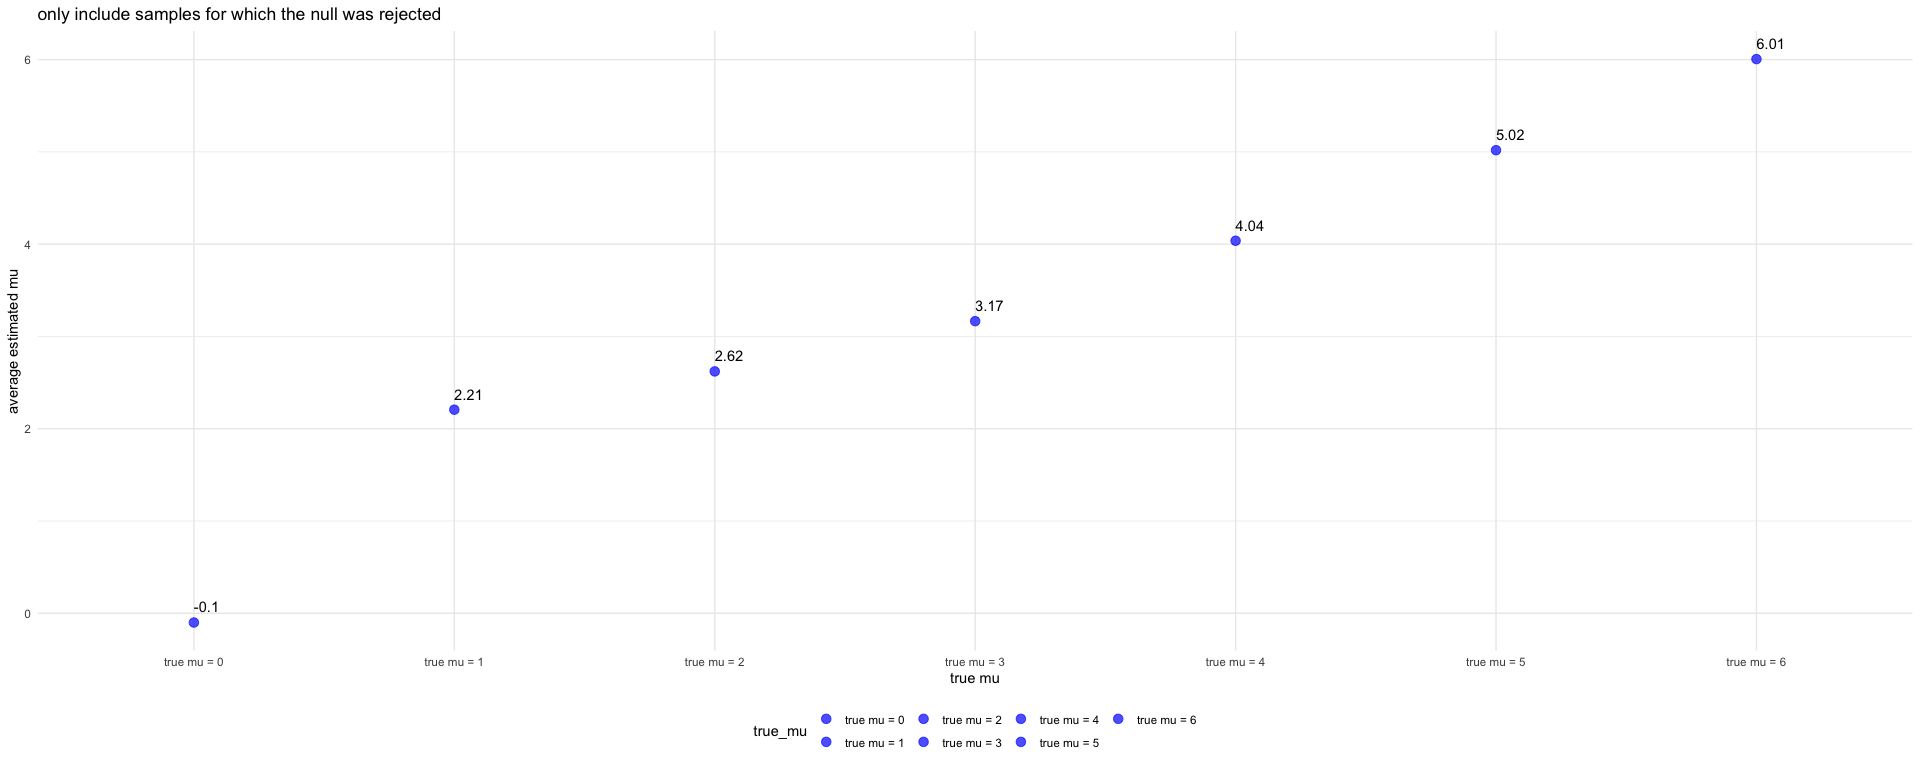 only include samples for which the null was rejected
6.01
6
5.02
4.04
4
3.17
2.62
2.21
2
-0.1
0
average estimated mu
true mu = 0 true mu = 1 true mu = 2 true mu = 3 true mu = 4 true mu = 5 true mu = 6
true mu
true_mu
true mu = 0 true mu = 2 true mu = 4 true mu = 6
true mu = 1 true mu = 3 true mu = 5